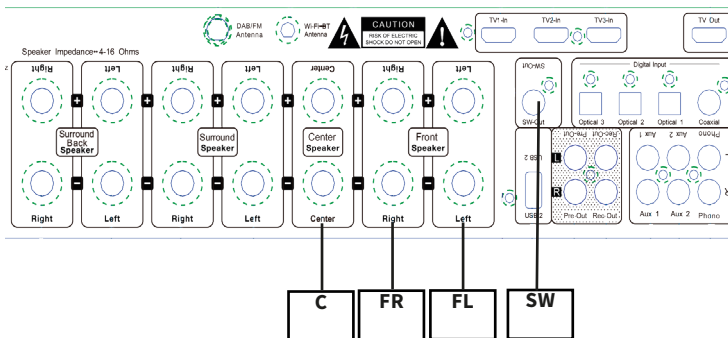 DAB/FM
Antenna
Wi-Fi+BT
Antenna
CAUTION
RISK OF ELECTRIC
SHOCK DO NOT OPEN
TV1-In
TV2-In
TV3-In
TV Out
Speaker Impedance=4-16 Ohms
Right
Left
Right
Left
Center
Right
Left
SW-Out
Digital Input
SW-Out
Optical 3
Optical 2
Optical 1
Coaxial
Surround
Back
Speaker
Surround
Speaker
Center
Speaker
Front
Speaker
USB 2
Pre-Out
Rec-Out
Aux 1
Aux 2
Phono
L
R
USB 2
Pre-Out
Rec Out
Aux 1
Aux 2
Phono
Right
Left
Right
Left
Center
Right
Left
C
FR
FL
SW